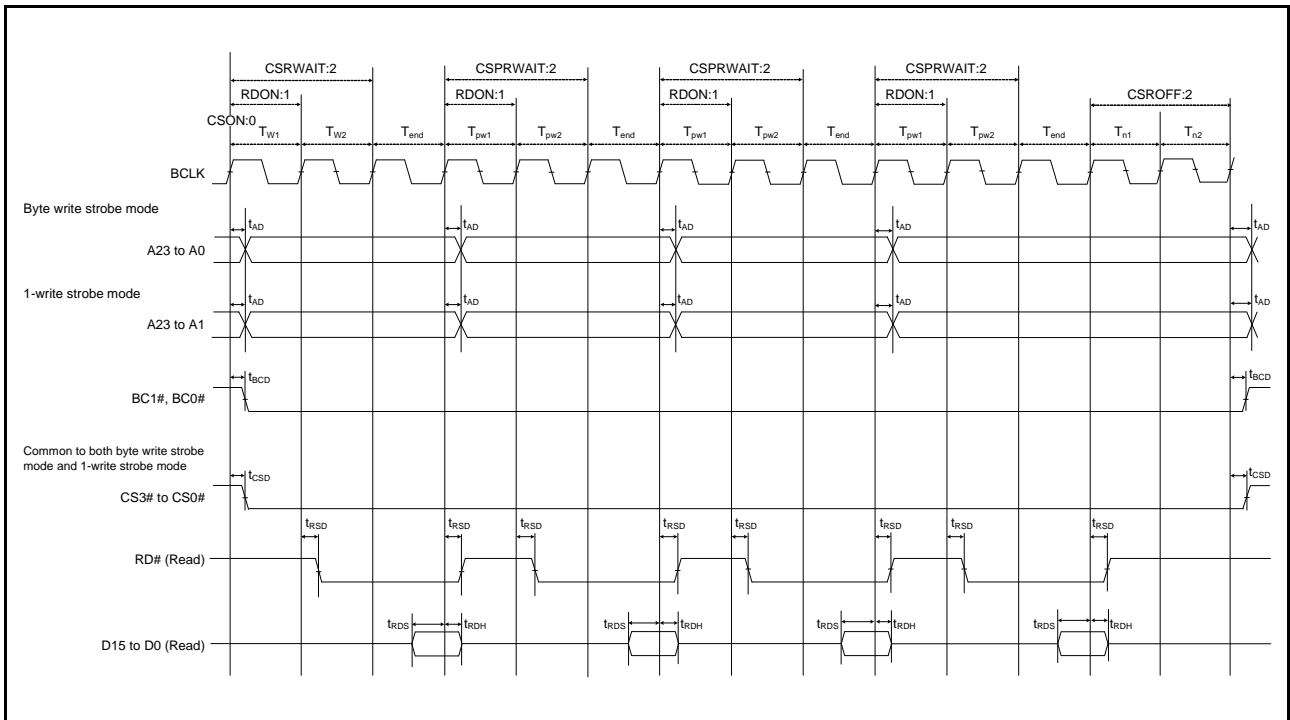 CSRWAIT:2 CSPRWAIT:2 CSPRWAIT:2 CSPRWAIT:2
RDON:1 RDON:1 RDON:1 RDON:1 CSROFF:2
CSON:0
TW1 TW2 Tend Tpw1 Tpw2 Tend Tpw1 Tpw2 Tend Tpw1 Tpw2 Tend Tn1 Tn2
BCLK
Byte write strobe mode
tAD tAD tAD tAD tAD
A23 to A0
1-write strobe mode
tAD tAD tAD tAD tAD
A23 to A1
tBCD tBCD
BC1#, BC0#
Common to both byte write strobe
mode and 1-write strobe mode
tCSD tCSD
CS3# to CS0#
tRSD tRSD tRSD tRSD tRSD tRSD tRSD tRSD
RD# (Read)
tRDS tRDH tRDS tRDH tRDS tRDH tRDS tRDH
D15 to D0 (Read)